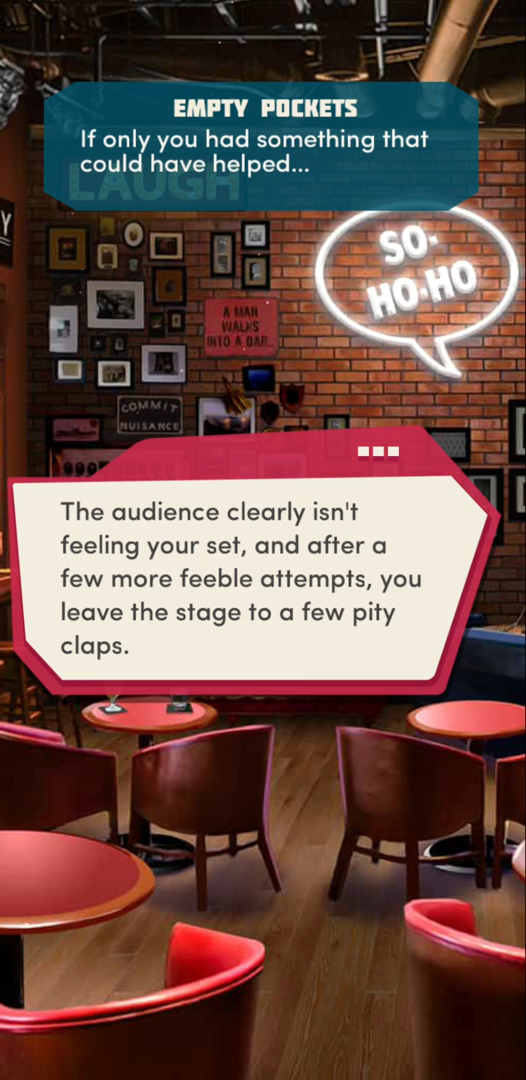 EMPTY POCKETS
If only you had something that
could have helped...
LAUGH
Y
SO-
HO-HO
A MAN
WALKS
INTO A BAR...
COMMIT
NUISANCE
...
The audience clearly isn't
feeling your set, and after a
few more feeble attempts, you
leave the stage to a few pity
claps.